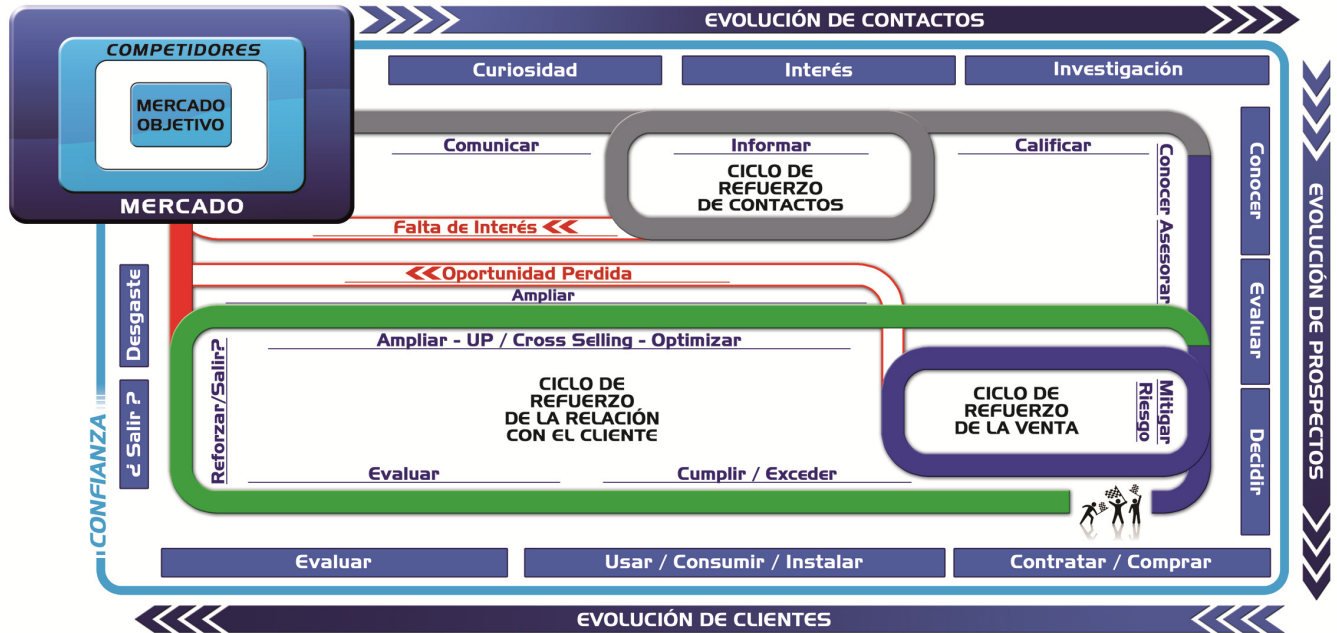 EVOLUCIÓN DE CONTACTOS
COMPETIDORES
MERCADO
OBJETIVO
MERCADO
Curiosidad
Interés
Investigación
Comunicar
Informar
Calificar
CICLO DE
REFUERZO
DE CONTACTOS
Conocer Asesorar
Conocer
Evaluar
Decidir
EVOLUCIÓN DE PROSPECTOS
Falta de Interés
Oportunidad Perdida
Ampliar
Ampliar - UP / Cross Selling - Optimizar
Desgaste
¿ Salir ?
CONFIANZA
Reforzar/Salir?
CICLO DE
REFUERZO
DE LA RELACIÓN
CON EL CLIENTE
CICLO DE
REFUERZO
DE LA VENTA
Mitigar
Riesgo
Evaluar
Cumplir / Exceder
Evaluar
Usar / Consumir / Instalar
Contratar / Comprar
EVOLUCIÓN DE CLIENTES